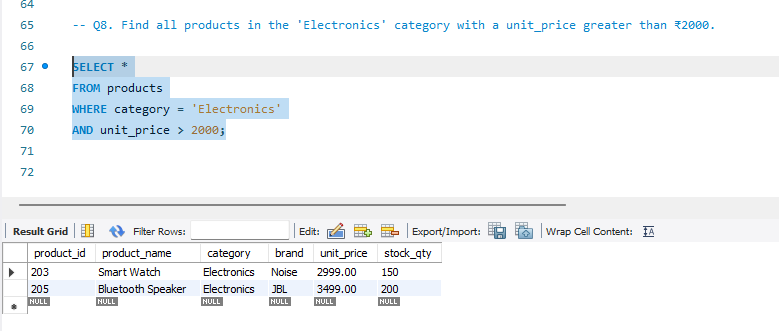 64
65 -- Q8. Find all products in the 'Electronics' category with a unit_price greater than ₹2000.
66
67 SELECT *
68 FROM products
69 WHERE category = 'Electronics'
70 AND unit_price > 2000;
71
72
Result Grid Filter Rows: Edit: Export/Import: Wrap Cell Content: IA
product_id product_name category brand unit_price stock_qty
203 Smart Watch Electronics Noise 2999.00 150
205 Bluetooth Speaker Electronics JBL 3499.00 200
NULL NULL NULL NULL NULL NULL